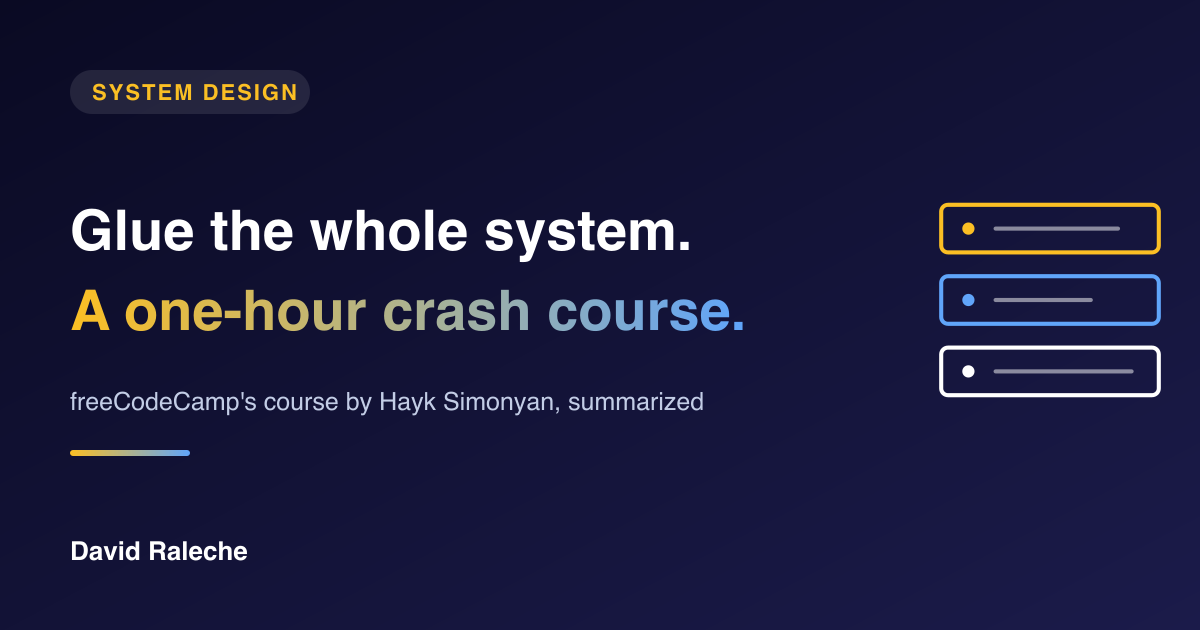 SYSTEM DESIGN
Glue the whole system.
A one-hour crash course.
freeCodeCamp's course by Hayk Simonyan, summarized
David Raleche